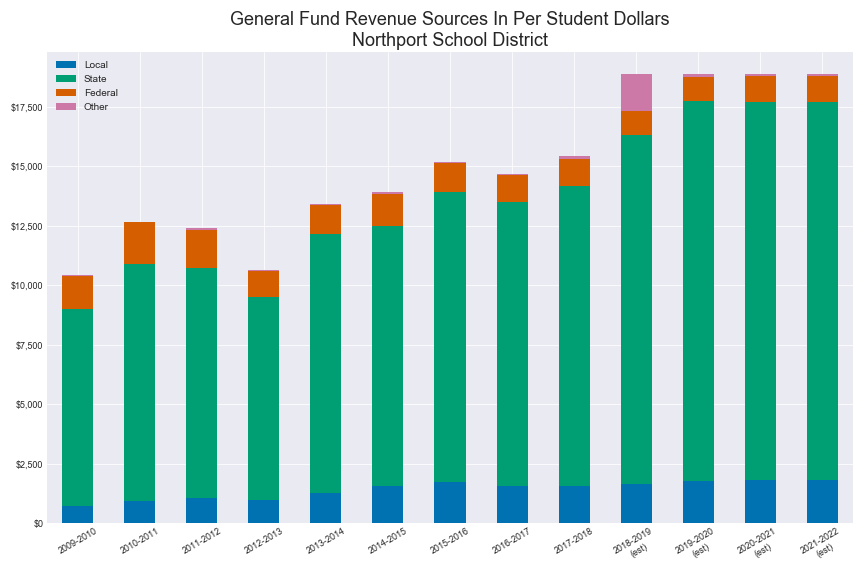 General Fund Revenue Sources In Per Student Dollars
Northport School District
Local
State
Federal
Other
$17,500
$15,000
$12,500
$10,000
$7,500
$5,000
$2,500
$0
2009-2010
2010-2011
2011-2012
2012-2013
2013-2014
2014-2015
2015-2016
2016-2017
2017-2018
2018-2019
(est)
2019-2020
(est)
2020-2021
(est)
2021-2022
(est)